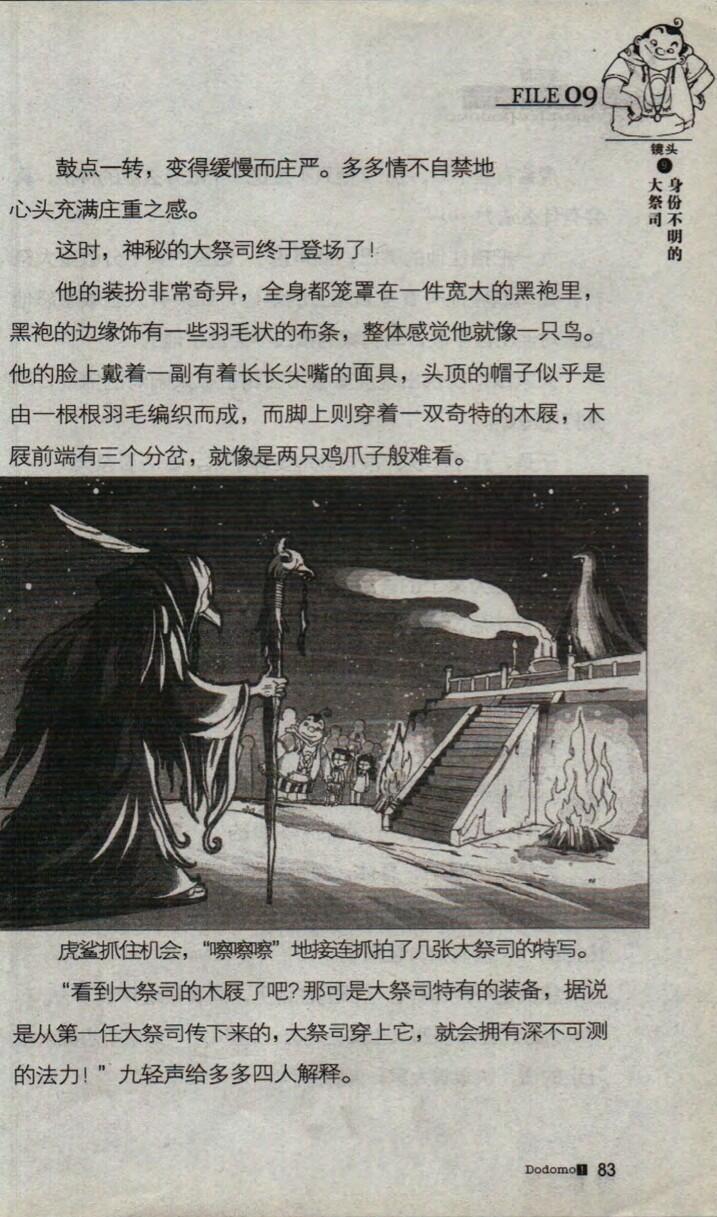 FILE 09
镜头
9
身份不明的
大祭司
鼓点一转，变得缓慢而庄严。多多情不自禁地
心头充满庄重之感。
这时，神秘的大祭司终于登场了！
他的装扮非常奇异，全身都笼罩在一件宽大的黑袍里，
黑袍的边缘饰有一些羽毛状的布条，整体感觉他就像一只鸟。
他的脸上戴着一副有着长长尖嘴的面具，头顶的帽子似乎是
由一根根羽毛编织而成，而脚上则穿着一双奇特的木屐，木
屐前端有三个分岔，就像是两只鸡爪子般难看。
虎鲨抓住机会，“嚓嚓嚓”地接连抓拍了几张大祭司的特写。
“看到大祭司的木屐了吧？那可是大祭司特有的装备，据说
是从第一任大祭司传下来的，大祭司穿上它，就会拥有深不可测
的法力！”九轻声给多多四人解释。
Dodomo1 83